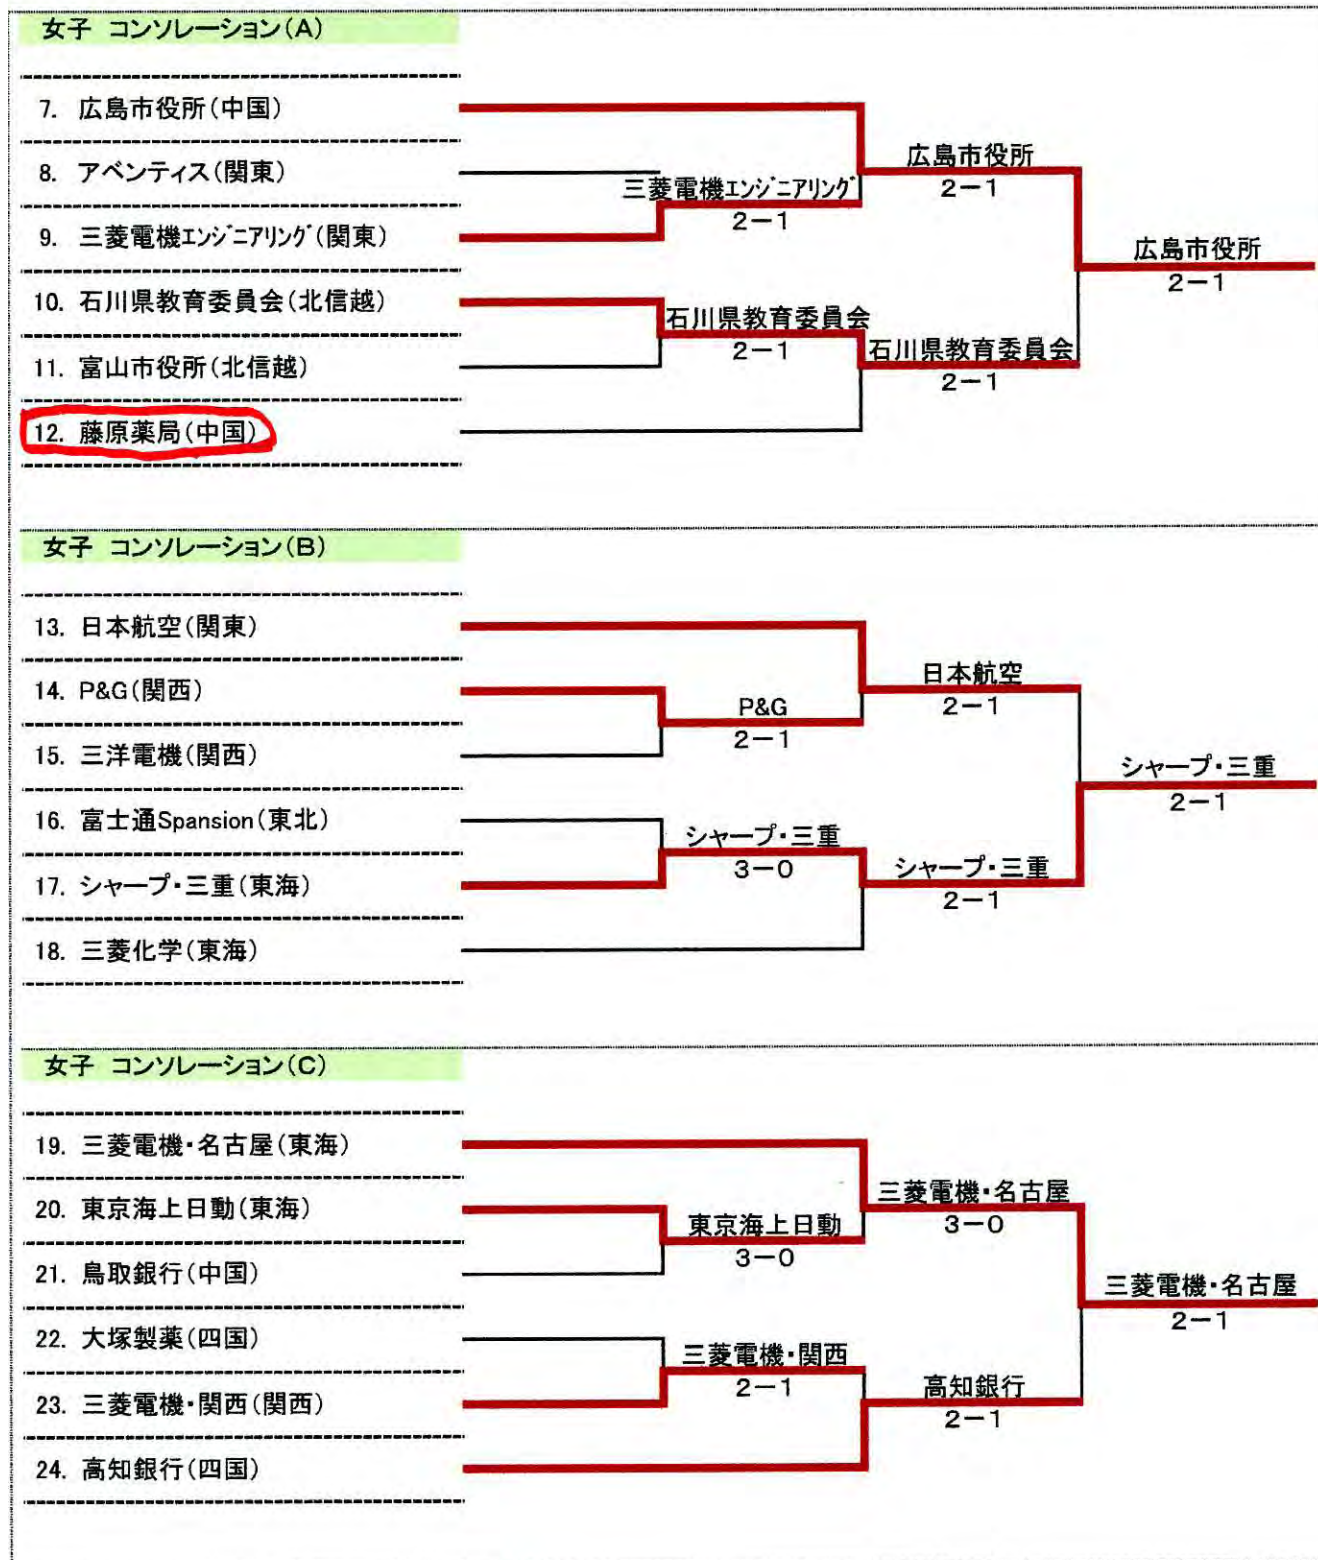 女子 コンソレーション(A)
7. 広島市役所(中国)
8. アベンティス(関東)
9. 三菱電機エンジニアリング(関東)
10. 石川県教育委員会(北信越)
11. 富山市役所(北信越)
12. 藤原薬局(中国)
三菱電機エンジニアリング
2-1
石川県教育委員会
2-1
広島市役所
2-1
石川県教育委員会
2-1
広島市役所
2-1
女子 コンソレーション(B)
13. 日本航空(関東)
14. P&G(関西)
15. 三洋電機(関西)
16. 富士通Spansion(東北)
17. シャープ・三重(東海)
18. 三菱化学(東海)
P&G
2-1
シャープ・三重
3-0
日本航空
2-1
シャープ・三重
2-1
シャープ・三重
2-1
女子 コンソレーション(C)
19. 三菱電機・名古屋(東海)
20. 東京海上日動(東海)
21. 鳥取銀行(中国)
22. 大塚製薬(四国)
23. 三菱電機・関西(関西)
24. 高知銀行(四国)
東京海上日動
3-0
三菱電機・関西
2-1
三菱電機・名古屋
3-0
高知銀行
2-1
三菱電機・名古屋
2-1